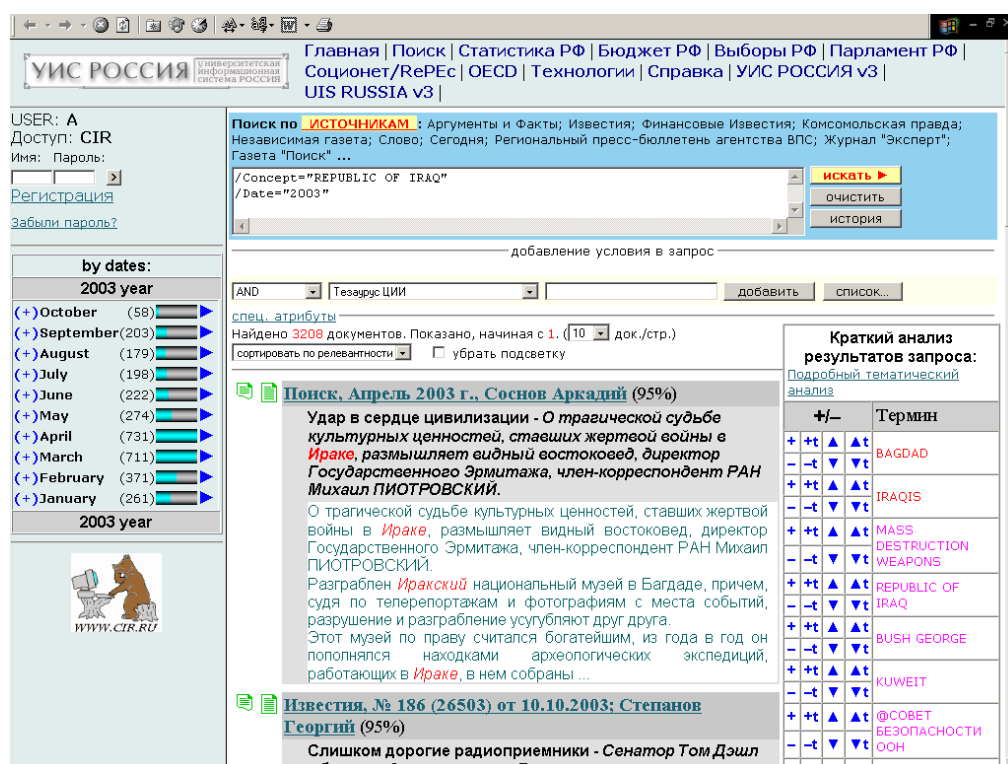 УИС РОССИЯ
УНИВЕРСИТЕТСКАЯ
ИНФОРМАЦИОННАЯ
СИСТЕМА РОССИЯ
Главная | Поиск | Статистика РФ | Бюджет РФ | Выборы РФ | Парламент РФ |
Соционет/RePEc | OECD | Технологии | Справка | УИС РОССИЯ v3 |
UIS RUSSIA v3 |
USER: A
Доступ: CIR
Имя: Пароль:
>
Регистрация
Забыли пароль?
by dates:
2003 year
(+)October (58)
(+)September(203)
(+)August (179)
(+)July (198)
(+)June (222)
(+)May (274)
(+)April (731)
(+)March (711)
(+)February (371)
(+)January (261)
2003 year
WWW.CIR.RU
Поиск по ИСТОЧНИКАМ : Аргументы и Факты; Известия; Финансовые Известия; Комсомольская правда;
Независимая газета; Слово; Сегодня; Региональный пресс-бюллетень агентства ВПС; Журнал "Эксперт";
Газета "Поиск" ...
/Concept="REPUBLIC OF IRAQ"
/Date="2003"
искать
очистить
история
добавление условия в запрос
AND Тезаурус ЦИИ добавить список...
спец. атрибуты
Найдено 3208 документов. Показано, начиная с 1. (10 док./стр.)
сортировать по релевантности убрать подсветку
Поиск, Апрель 2003 г., Соснов Аркадий (95%)
Удар в сердце цивилизации - О трагической судьбе
культурных ценностей, ставших жертвой войны в
Ираке, размышляет видный востоковед, директор
Государственного Эрмитажа, член-корреспондент РАН
Михаил ПИОТРОВСКИЙ.
О трагической судьбе культурных ценностей, ставших жертвой
войны в Ираке, размышляет видный востоковед, директор
Государственного Эрмитажа, член-корреспондент РАН Михаил
ПИОТРОВСКИЙ.
Разграблен Иракский национальный музей в Багдаде, причем,
судя по телерепортажам и фотографиям с места событий,
разрушение и разграбление усугубляют друг друга.
Этот музей по праву считался богатейшим, из года в год он
пополнялся находками археологических экспедиций,
работающих в Ираке, в нем собраны ...
Известия, № 186 (26503) от 10.10.2003; Степанов
Георгий (95%)
Слишком дорогие радиоприемники - Сенатор Том Дэшл
Краткий анализ
результатов запроса:
Подробный тематический
анализ
+/– Термин
+ +t ▲ ▲t
BAGDAD
– –t ▼ ▼t
+ +t ▲ ▲t
IRAQIS
– –t ▼ ▼t
+ +t ▲ ▲t MASS
DESTRUCTION
– –t ▼ ▼t WEAPONS
+ +t ▲ ▲t REPUBLIC OF
– –t ▼ ▼t IRAQ
+ +t ▲ ▲t
BUSH GEORGE
– –t ▼ ▼t
+ +t ▲ ▲t
KUWEIT
– –t ▼ ▼t
+ +t ▲ ▲t @СОВЕТ
БЕЗОПАСНОСТИ
– –t ▼ ▼t ООН